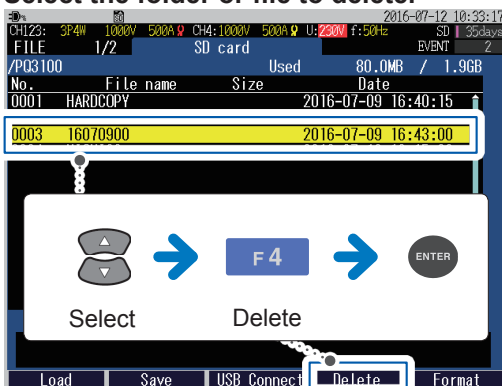 Select the folder or file to delete.
2016-07-12 10:33:17
CH123: 3P4W 1000V 500A CH4:1000V 500A U:230V f:50Hz SD 35days
FILE 1/2 SD card EVENT 2
/PQ3100 Used 80.0MB / 1.9GB
No. File name Size Date
0001 HARDCOPY 2016-07-09 16:40:15
0003 16070900 2016-07-09 16:43:00
F4 ENTER
Select Delete
Load Save USB Connect Delete Format